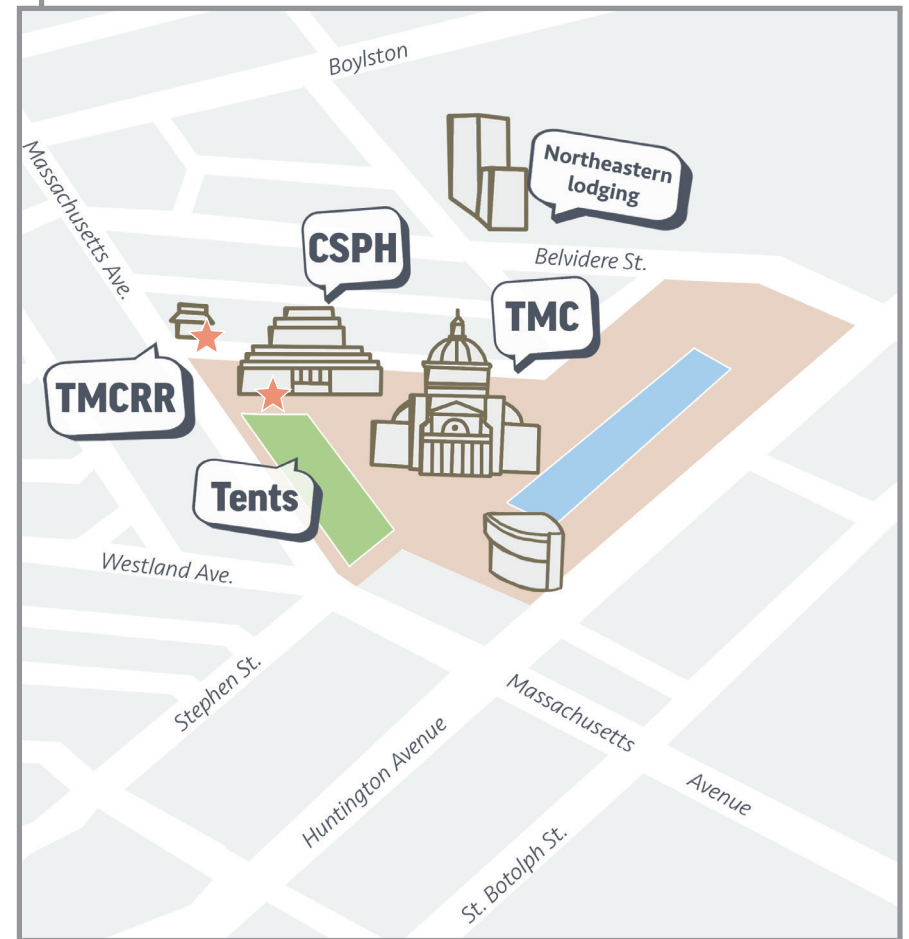 Boylston
Massachusetts Ave.
Northeastern
lodging
CSPH
Belvidere St.
TMC
TMCRR
Tents
Westland Ave.
Stephen St.
Massachusetts
Avenue
Huntington Avenue
St. Botolph St.